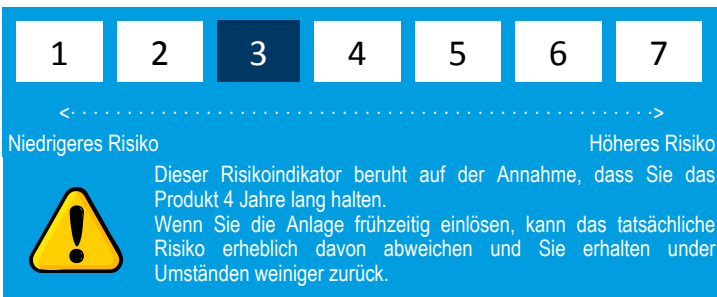 1 2 3 4 5 6 7
<·····················································>
Niedrigeres Risiko Höheres Risiko
Dieser Risikoindikator beruht auf der Annahme, dass Sie das
Produkt 4 Jahre lang halten.
Wenn Sie die Anlage frühzeitig einlösen, kann das tatsächliche
Risiko erheblich davon abweichen und Sie erhalten under
Umständen weiniger zurück.